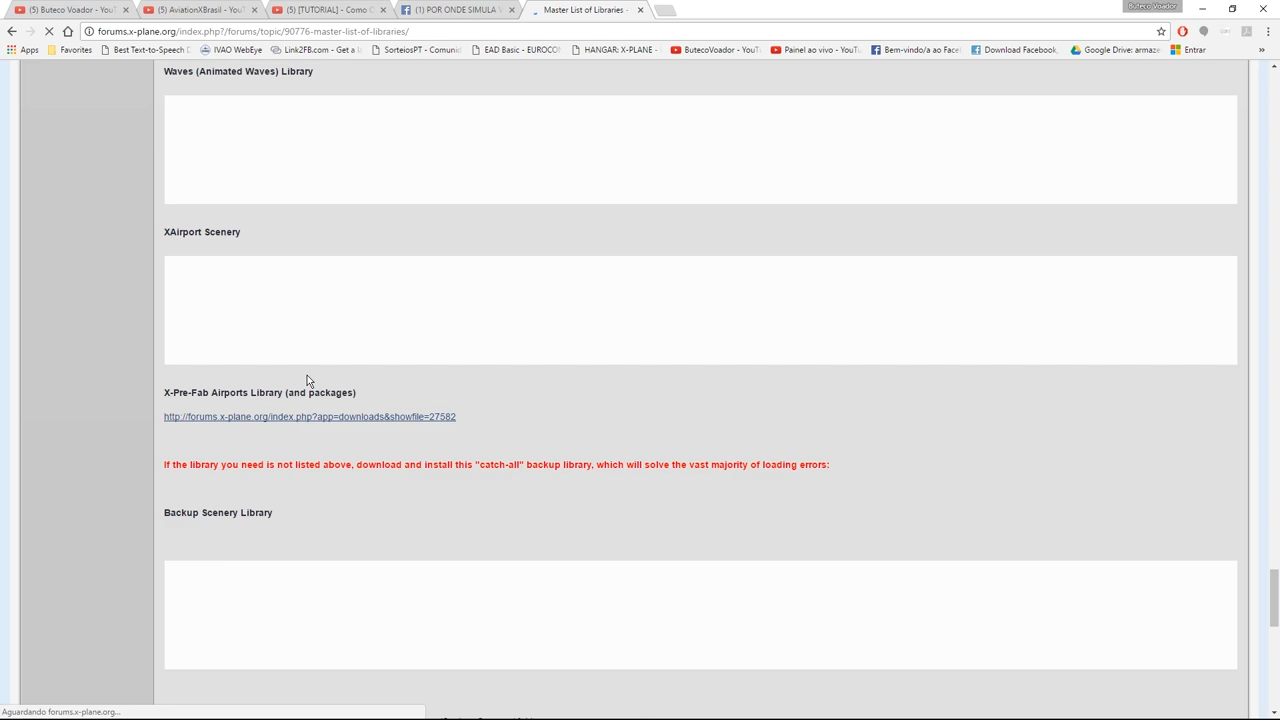 (5) Buteco Voador - YouT
(5) AviationXBrasil - YouT
(5) [TUTORIAL] - Como C
(1) POR ONDE SIMULA V
Master List of Libraries -
Buteco Voador
forums.x-plane.org/index.php?/forums/topic/90776-master-list-of-libraries/
Apps
Favorites
Best Text-to-Speech D
IVAO WebEye
Link2FB.com - Get a L
SorteiosPT - Comunid
EAD Basic - EUROCON
HANGAR: X-PLANE -
ButecoVoador - YouTu
Painel ao vivo - YouTu
Bem-vindo/a ao Face
Download Facebook,
Google Drive: armaze
Entrar
»
Waves (Animated Waves) Library
XAirport Scenery
X-Pre-Fab Airports Library (and packages)
http://forums.x-plane.org/index.php?app=downloads&showfile=27582
If the library you need is not listed above, download and install this "catch-all" backup library, which will solve the vast majority of loading errors:
Backup Scenery Library
Aguardando forums.x-plane.org...